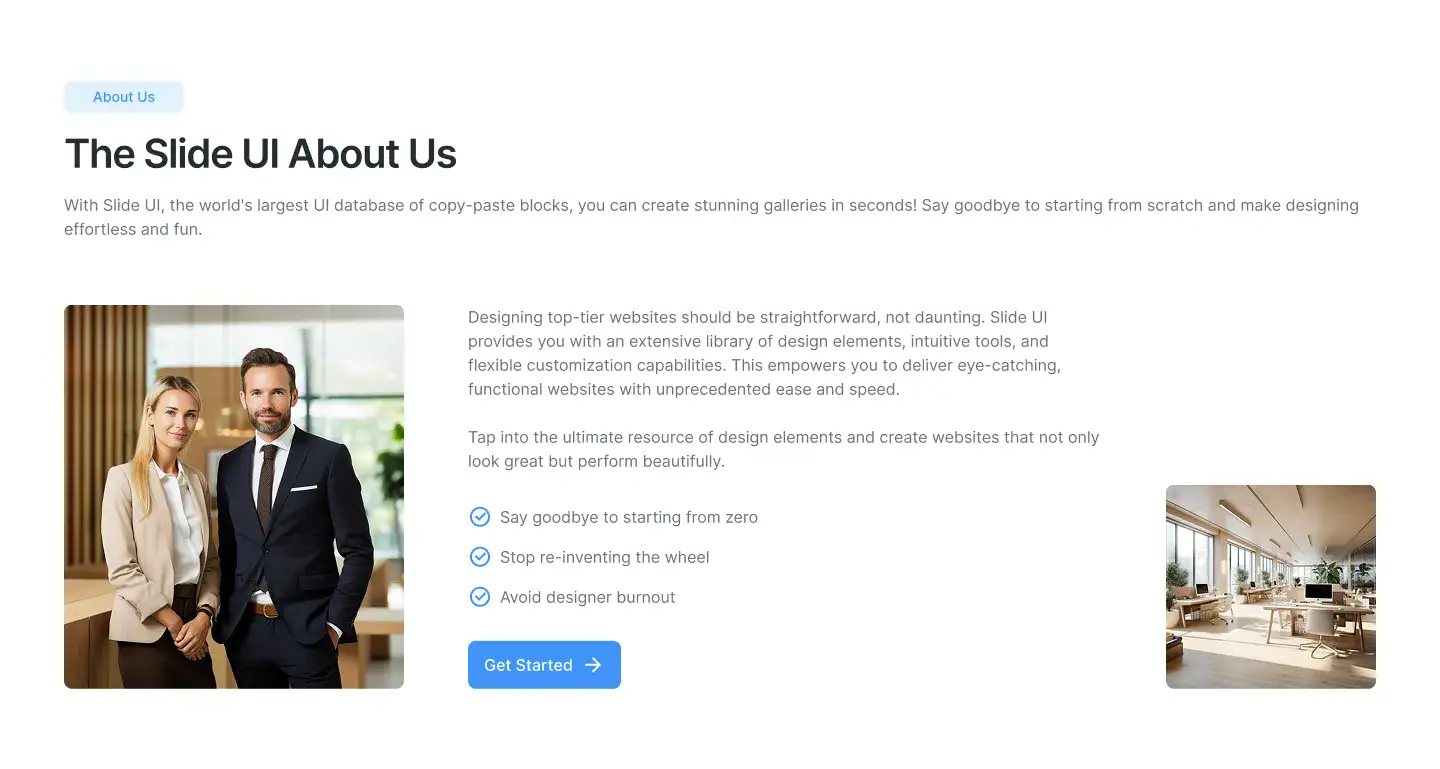 About Us
The Slide UI About Us
With Slide UI, the world's largest UI database of copy-paste blocks, you can create stunning galleries in seconds! Say goodbye to starting from scratch and make designing
effortless and fun.
Designing top-tier websites should be straightforward, not daunting. Slide UI
provides you with an extensive library of design elements, intuitive tools, and
flexible customization capabilities. This empowers you to deliver eye-catching,
functional websites with unprecedented ease and speed.
Tap into the ultimate resource of design elements and create websites that not only
look great but perform beautifully.
Say goodbye to starting from zero
Stop re-inventing the wheel
Avoid designer burnout
Get Started